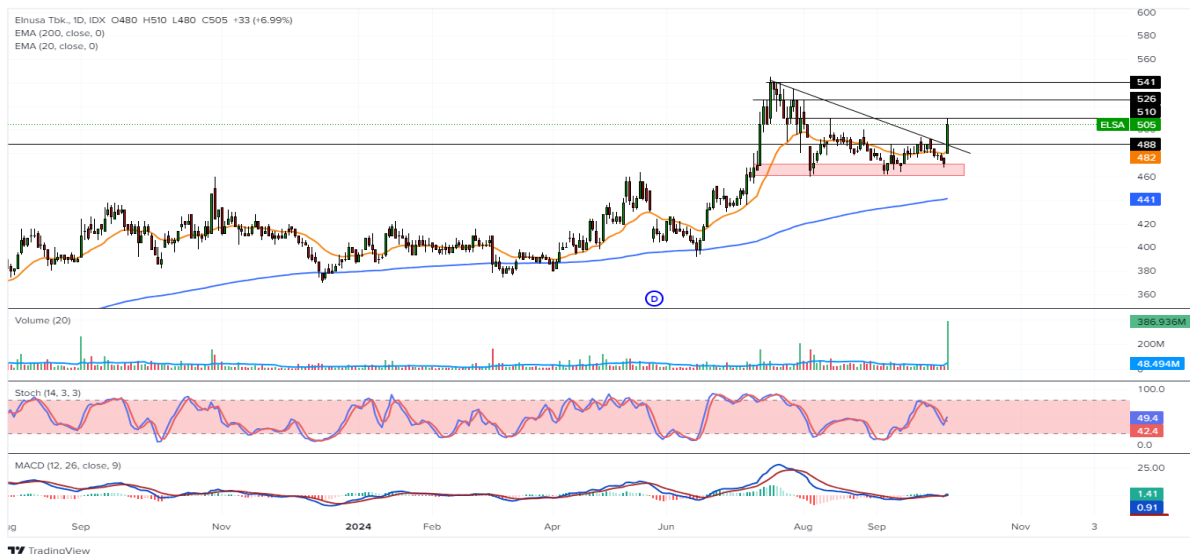 Elnusa Tbk., 1D, IDX O480 H510 L480 C505 +33 (+6.99%)
EMA (200, close, 0)
EMA (20, close, 0)
600
580
560
541
526
510
ELSA 505
488
482
460
441
420
400
380
360
D
Volume (20)
386.936M
200M
48.494M
Stoch (14, 3, 3)
100.0
49.4
42.4
0.0
MACD (12, 26, close, 9)
25.00
1.41
0.91
Sep Nov 2024 Feb Apr Jun Aug Sep Nov 3
TradingView